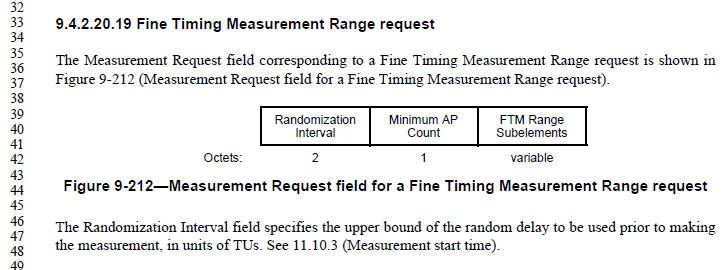 32
33 9.4.2.20.19 Fine Timing Measurement Range request
34
35 The Measurement Request field corresponding to a Fine Timing Measurement Range request is shown in
36
37 Figure 9-212 (Measurement Request field for a Fine Timing Measurement Range request).
38
39 Randomization Minimum AP FTM Range
40 Interval Count Subelements
41
42 Octets: 2 1 variable
43
44 Figure 9-212—Measurement Request field for a Fine Timing Measurement Range request
45
46 The Randomization Interval field specifies the upper bound of the random delay to be used prior to making
47
48 the measurement, in units of TUs. See 11.10.3 (Measurement start time).
49